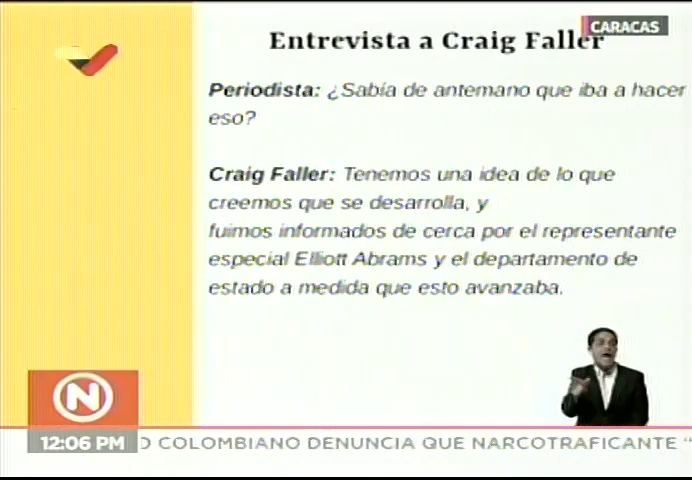 CARACAS
Entrevista a Craig Faller
Periodista: ¿Sabía de antemano que iba a hacer
eso?
Craig Faller: Tenemos una idea de lo que
creemos que se desarrolla, y
fuimos informados de cerca por el representante
especial Elliott Abrams y el departamento de
estado a medida que esto avanzaba.
N
12:06 PM
O COLOMBIANO DENUNCIA QUE NARCOTRAFICANTE "